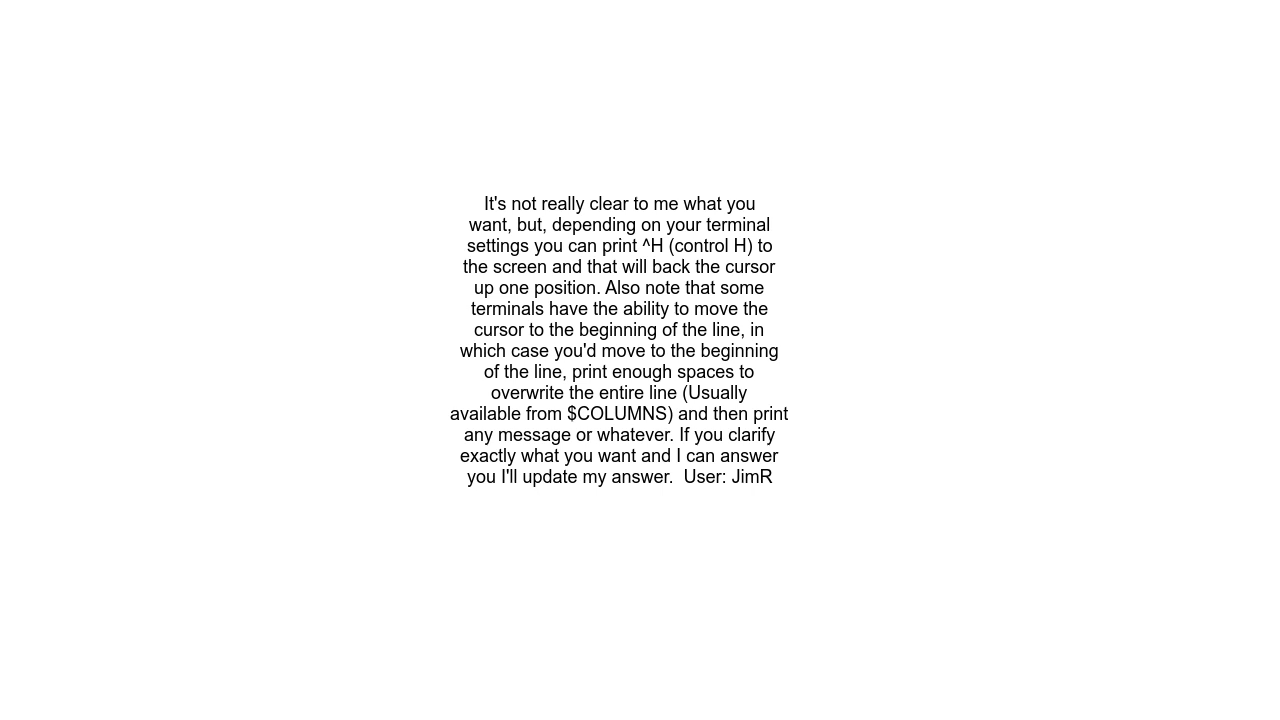 It's not really clear to me what you
want, but, depending on your terminal
settings you can print ^H (control H) to
the screen and that will back the cursor
up one position. Also note that some
terminals have the ability to move the
cursor to the beginning of the line, in
which case you'd move to the beginning
of the line, print enough spaces to
overwrite the entire line (Usually
available from $COLUMNS) and then print
any message or whatever. If you clarify
exactly what you want and I can answer
you I'll update my answer.  User: JimR